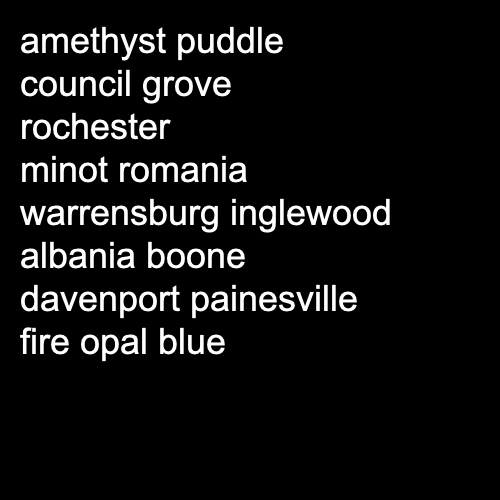 amethyst puddle
council grove
rochester
minot romania
warrensburg inglewood
albania boone
davenport painesville
fire opal blue